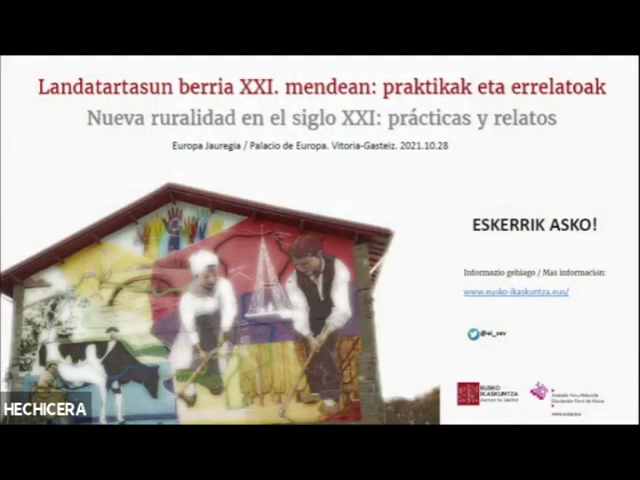 Landatartasun berria XXI. mendean: praktikak eta errelatoak
Nueva ruralidad en el siglo XXI: prácticas y relatos
Europa Jauregia / Palacio de Europa. Vitoria-Gasteiz. 2021.10.28
ESKERRIK ASKO!
Informazio gehiago / Más información:
www.eusko-ikaskuntza.eus/
@ei_sev
EUSKO
IKASKUNTZA
HECHICERA